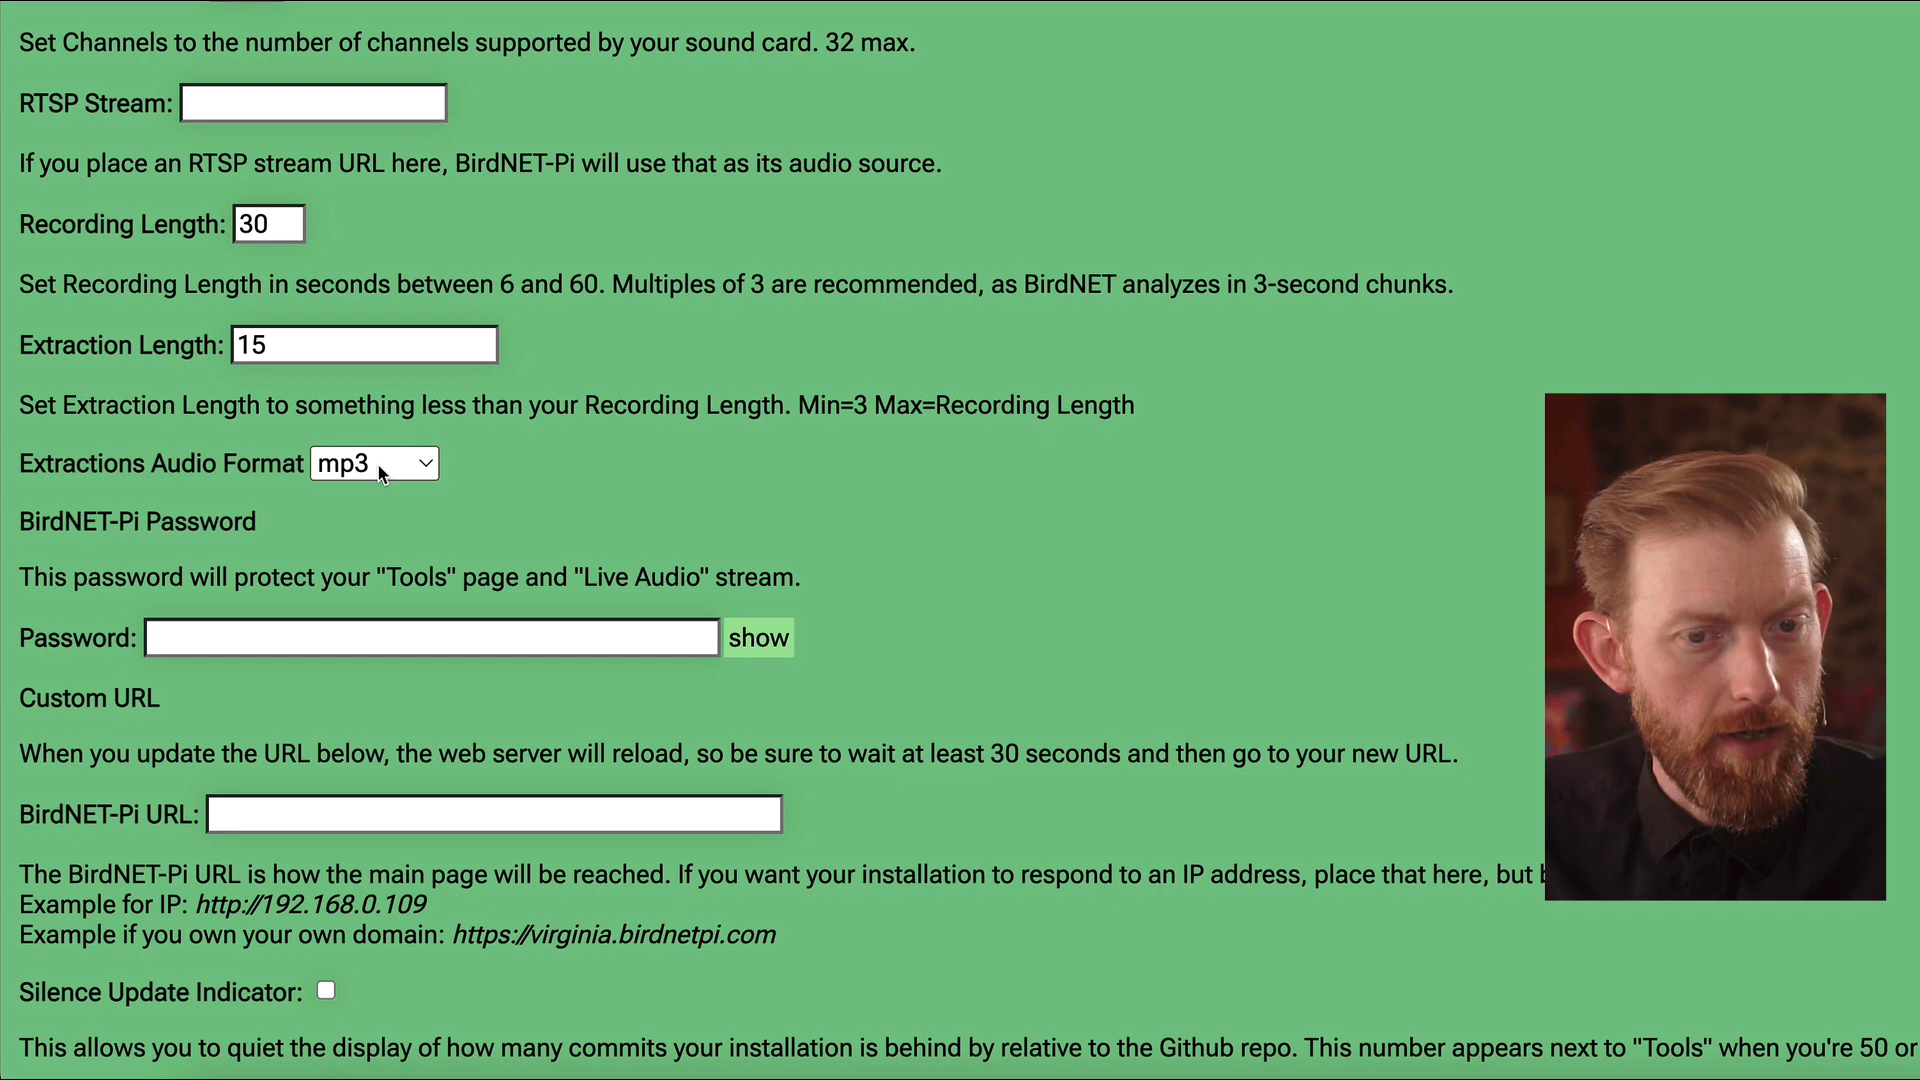 Set Channels to the number of channels supported by your sound card. 32 max.
RTSP Stream:
If you place an RTSP stream URL here, BirdNET-Pi will use that as its audio source.
Recording Length: 30
Set Recording Length in seconds between 6 and 60. Multiples of 3 are recommended, as BirdNET analyzes in 3-second chunks.
Extraction Length: 15
Set Extraction Length to something less than your Recording Length. Min=3 Max=Recording Length
Extractions Audio Format mp3
BirdNET-Pi Password
This password will protect your "Tools" page and "Live Audio" stream.
Password: show
Custom URL
When you update the URL below, the web server will reload, so be sure to wait at least 30 seconds and then go to your new URL.
BirdNET-Pi URL:
The BirdNET-Pi URL is how the main page will be reached. If you want your installation to respond to an IP address, place that here, but
Example for IP: http://192.168.0.109
Example if you own your own domain: https://virginia.birdnetpi.com
Silence Update Indicator:
This allows you to quiet the display of how many commits your installation is behind by relative to the Github repo. This number appears next to "Tools" when you're 50 or